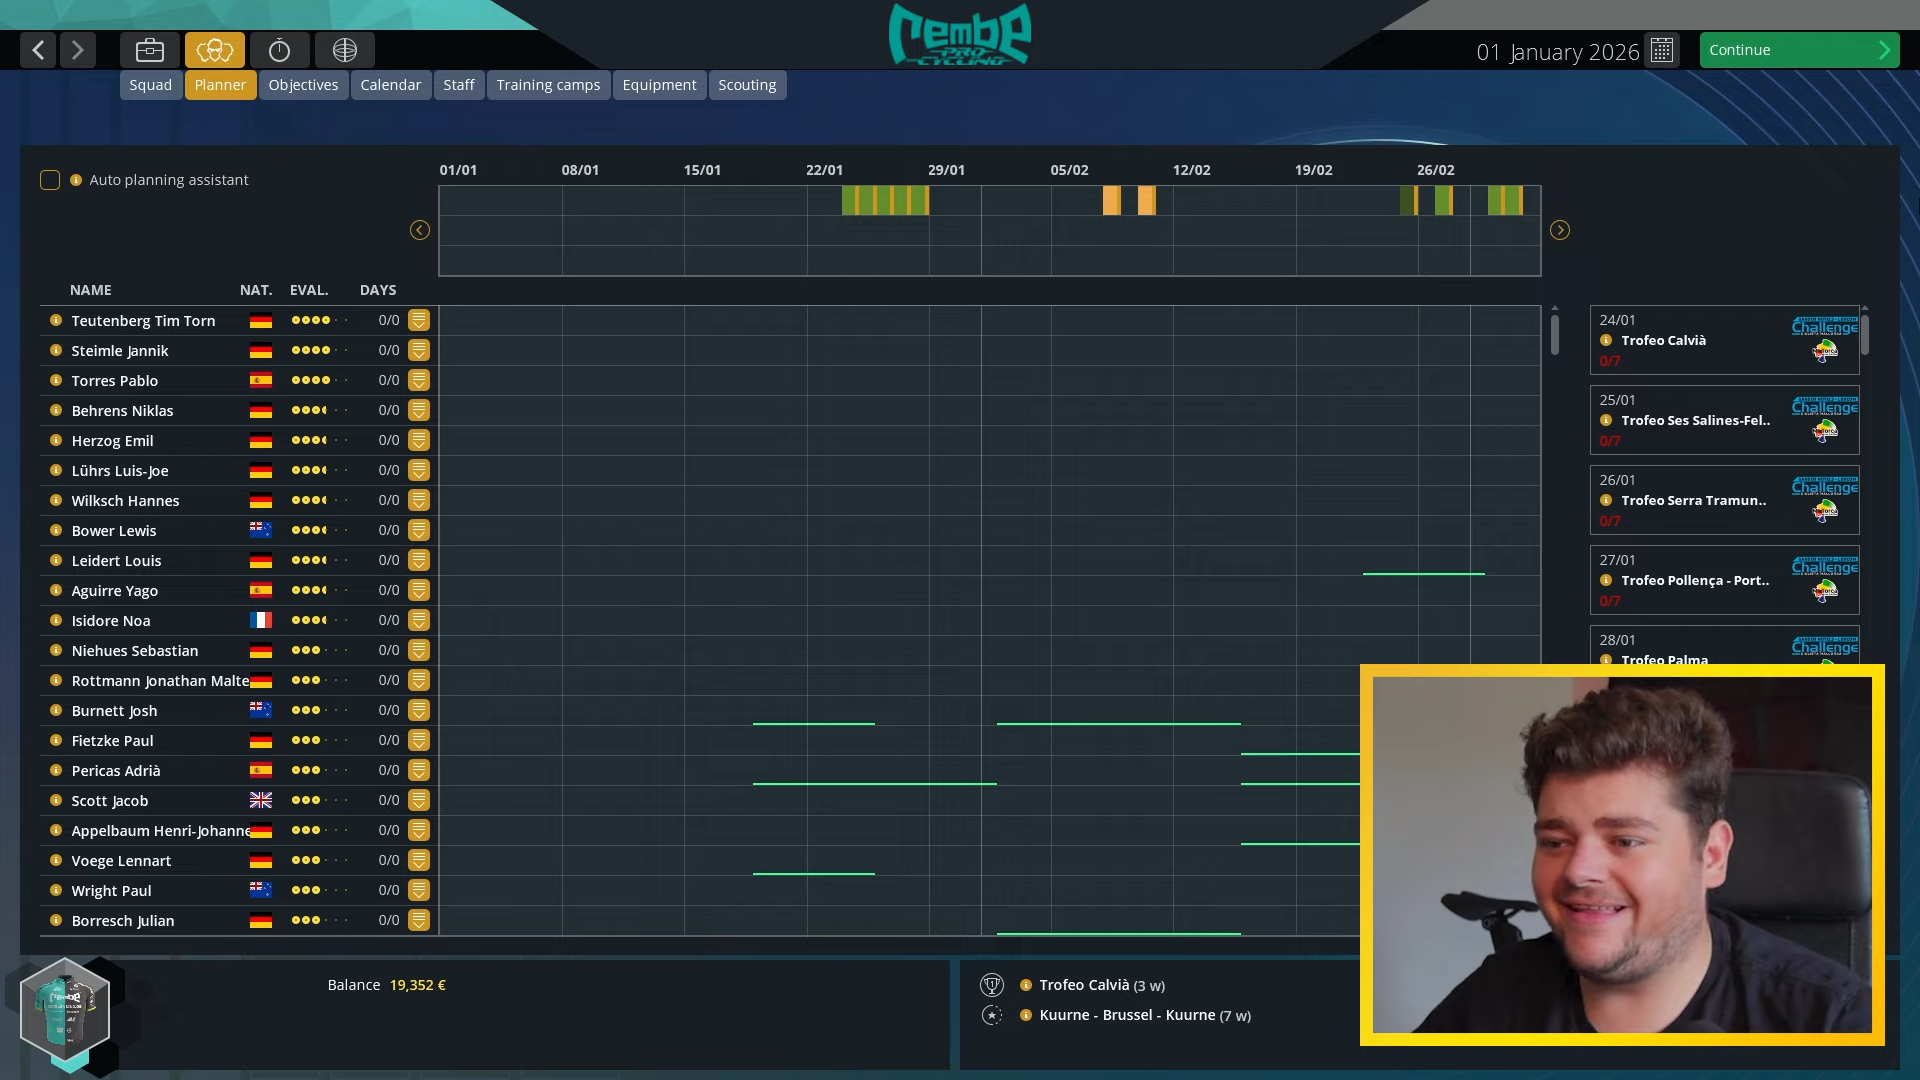 rembe
PRO
CYCLING
01 January 2026
Continue
Squad
Planner
Objectives
Calendar
Staff
Training camps
Equipment
Scouting
Auto planning assistant
01/01
08/01
15/01
22/01
29/01
05/02
12/02
19/02
26/02
NAME NAT. EVAL. DAYS
Teutenberg Tim Torn 0/0
Steimle Jannik 0/0
Torres Pablo 0/0
Behrens Niklas 0/0
Herzog Emil 0/0
Lührs Luis-Joe 0/0
Wilksch Hannes 0/0
Bower Lewis 0/0
Leidert Louis 0/0
Aguirre Yago 0/0
Isidore Noa 0/0
Niehues Sebastian 0/0
Rottmann Jonathan Malte 0/0
Burnett Josh 0/0
Fietzke Paul 0/0
Pericas Adrià 0/0
Scott Jacob 0/0
Appelbaum Henri-Johanne 0/0
Voege Lennart 0/0
Wright Paul 0/0
Borresch Julian 0/0
24/01
Trofeo Calvià
0/7
Challenge
25/01
Trofeo Ses Salines-Fel..
0/7
Challenge
26/01
Trofeo Serra Tramun..
0/7
Challenge
27/01
Trofeo Pollença - Port..
0/7
Challenge
28/01
Trofeo Palma
Challenge
Balance 19,352 €
Trofeo Calvià (3 w)
Kuurne - Brussel - Kuurne (7 w)
rembe